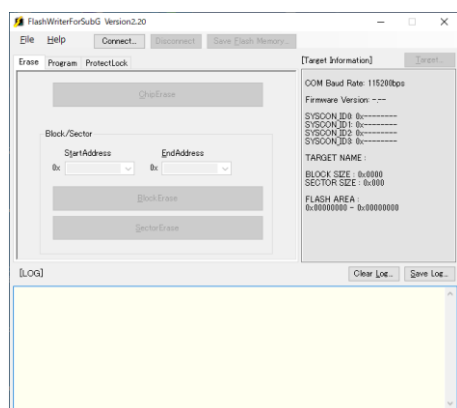 FlashWriterForSubG Version2.20
File Help Connect... Disconnect Save Flash Memory...
Erase Program ProtectLock
[Target Information] Target...
ChipErase
Block/Sector
StartAddress EndAddress
0x 0x
BlockErase
SectorErase
COM Baud Rate: 115200bps
Firmware Version: -.--
SYSCON_ID0: 0x--------
SYSCON_ID1: 0x--------
SYSCON_ID2: 0x--------
SYSCON_ID3: 0x--------
TARGET NAME :
BLOCK SIZE : 0x0000
SECTOR SIZE : 0x000
FLASH AREA :
0x00000000 - 0x00000000
[LOG] Clear Log... Save Log...